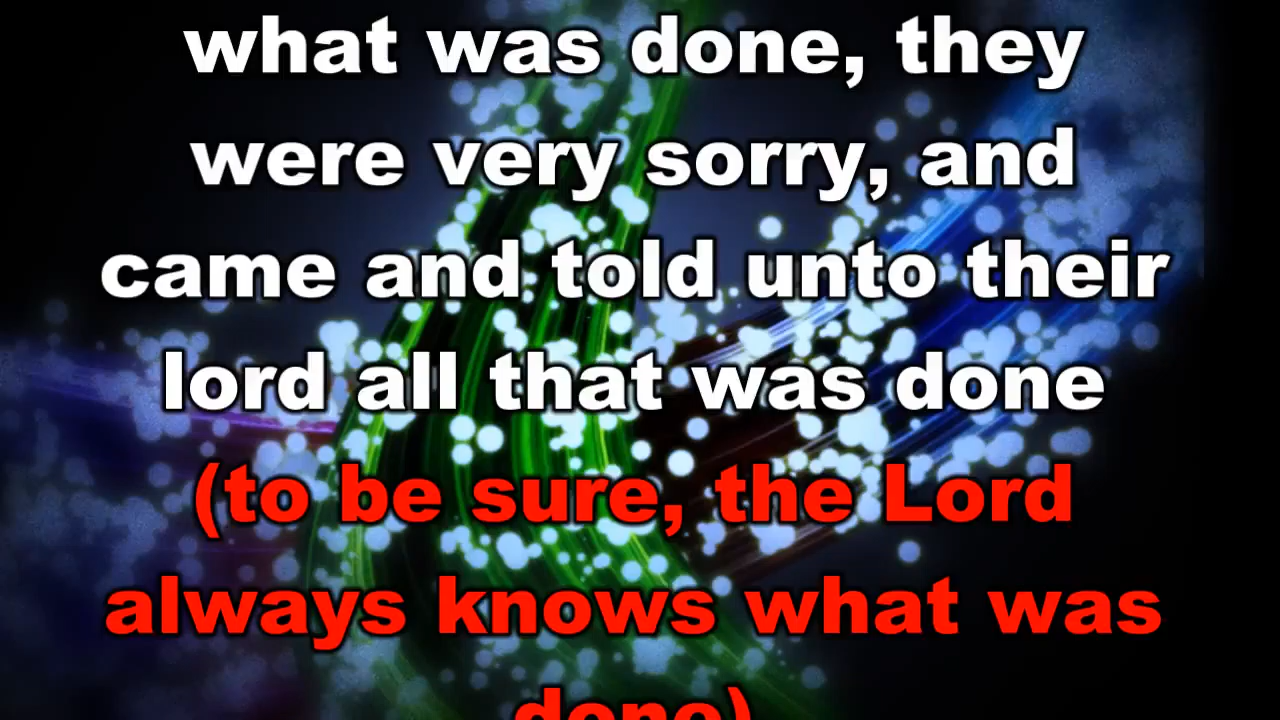 what was done, they
were very sorry, and
came and told unto their
lord all that was done
(to be sure, the Lord
always knows what was
done)